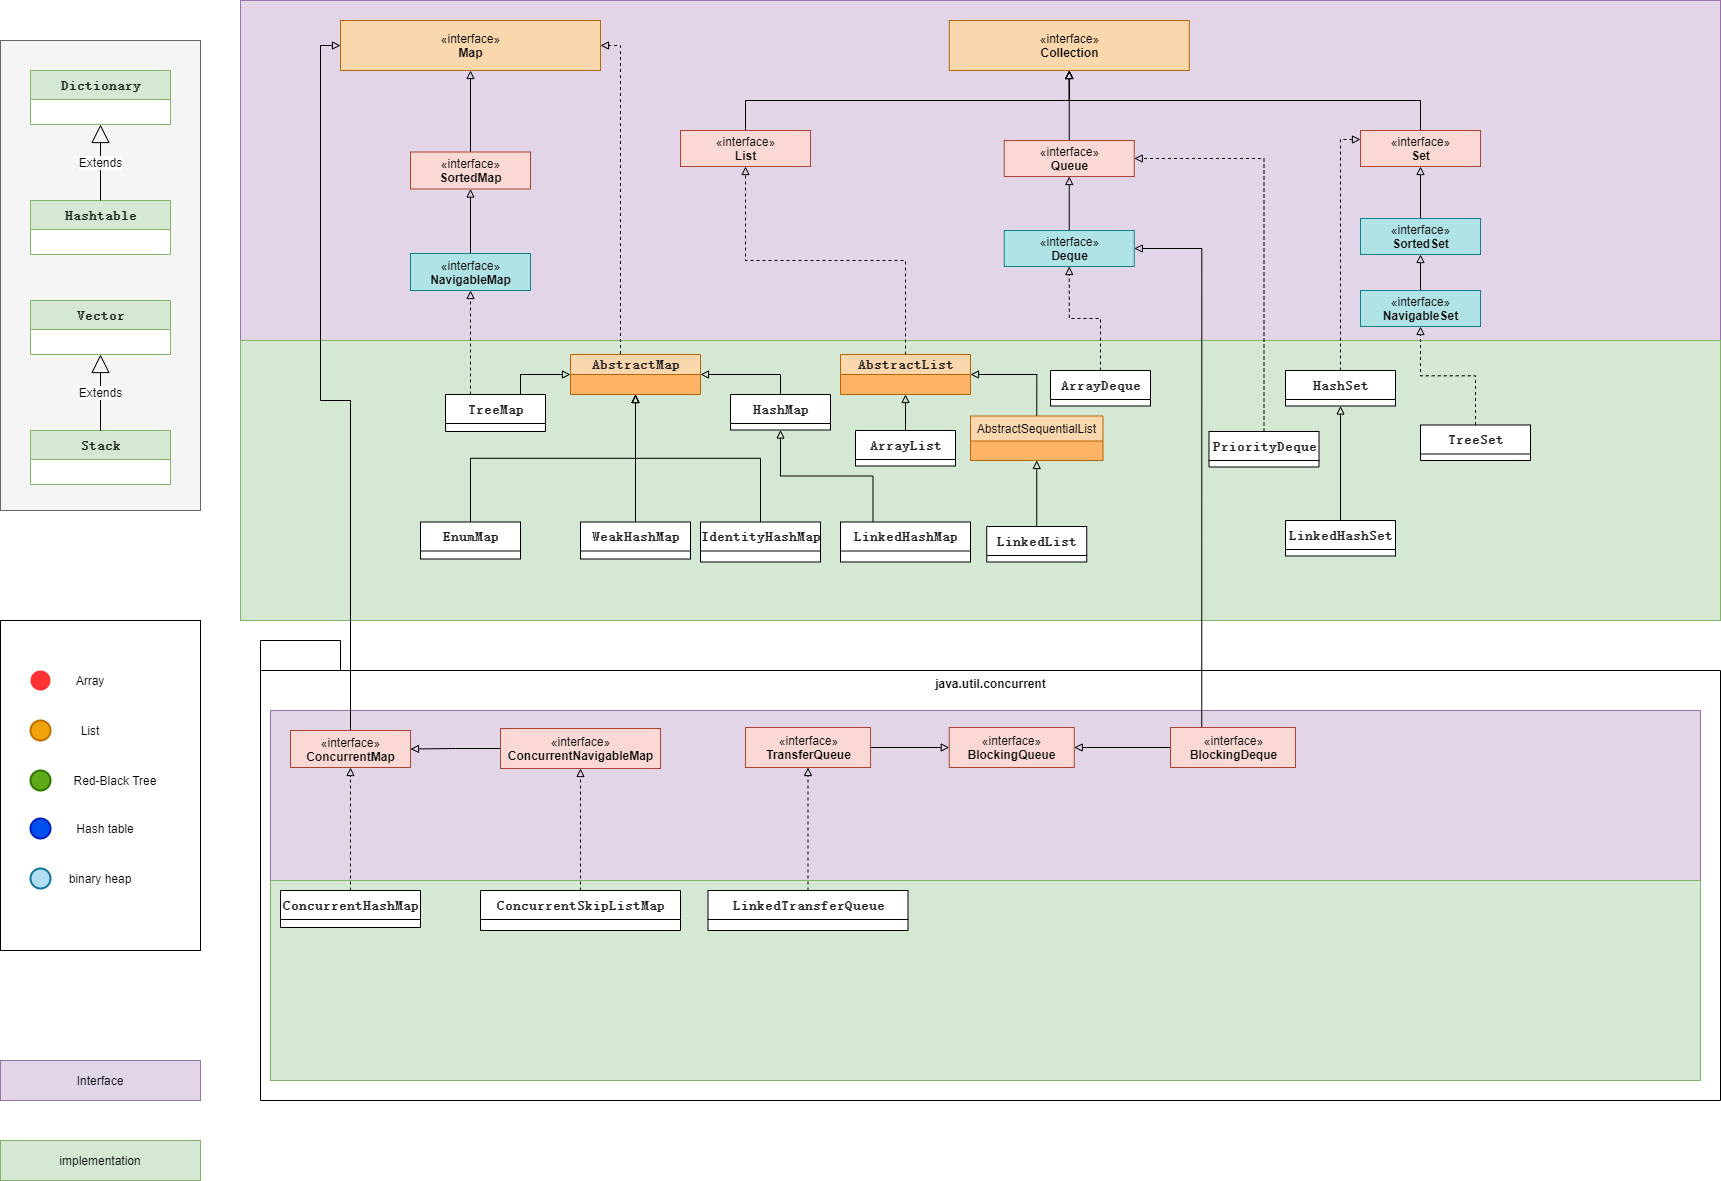 Dictionary
Extends
Hashtable
Vector
Extends
Stack
Array
List
Red-Black Tree
Hash table
binary heap
Interface
implementation
«interface»
Map
«interface»
Collection
«interface»
List
«interface»
Queue
«interface»
Set
«interface»
SortedMap
«interface»
Deque
«interface»
SortedSet
«interface»
NavigableMap
«interface»
NavigableSet
AbstractMap
AbstractList
ArrayDeque
HashSet
TreeMap
HashMap
ArrayList
AbstractSequentialList
PriorityDeque
TreeSet
EnumMap
WeakHashMap
IdentityHashMap
LinkedHashMap
LinkedList
LinkedHashSet
java.util.concurrent
«interface»
ConcurrentMap
«interface»
ConcurrentNavigableMap
«interface»
TransferQueue
«interface»
BlockingQueue
«interface»
BlockingDeque
ConcurrentHashMap
ConcurrentSkipListMap
LinkedTransferQueue